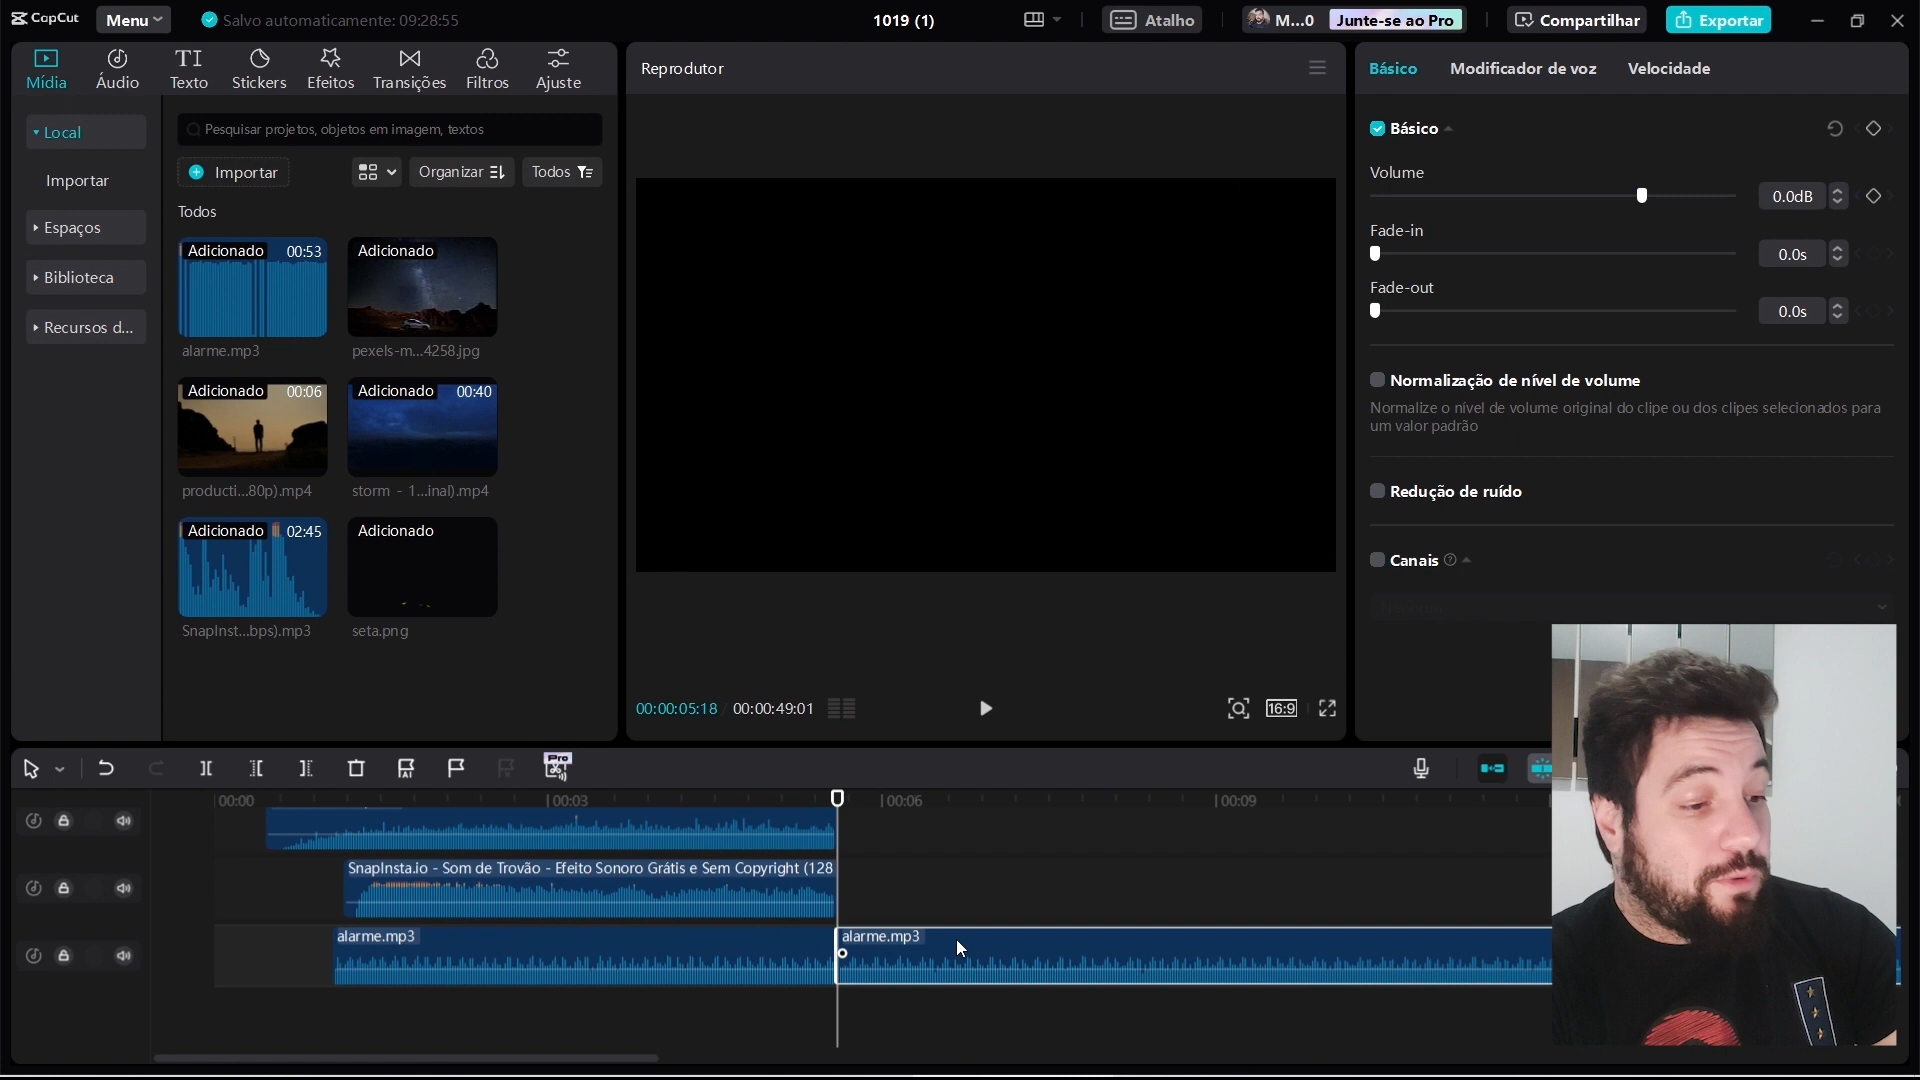 CapCut
Menu
Salvo automaticamente: 09:28:55
1019 (1)
Atalho
M...0
Junte-se ao Pro
Compartilhar
Exportar
Mídia
Áudio
TI
Texto
Stickers
Efeitos
Transições
Filtros
Ajuste
Local
Importar
Espaços
Biblioteca
Recursos d...
Pesquisar projetos, objetos em imagem, textos
Importar
Organizar
Todos
Todos
Adicionado 00:53
alarme.mp3
Adicionado
pexels-m...4258.jpg
Adicionado 00:06
producti...80p).mp4
Adicionado 00:40
storm - 1...inal).mp4
Adicionado 02:45
SnapInst...bps).mp3
Adicionado
seta.png
Reprodutor
00:00:05:18
00:00:49:01
16:9
Básico
Modificador de voz
Velocidade
Básico
Volume
0.0dB
Fade-in
0.0s
Fade-out
0.0s
Normalização de nível de volume
Normalize o nível de volume original do clipe ou dos clipes selecionados para
um valor padrão
Redução de ruído
Canais
AI
Pro
00:00
00:03
00:06
00:09
SnapInsta.io - Som de Trovão - Efeito Sonoro Grátis e Sem Copyright (128
alarme.mp3
alarme.mp3